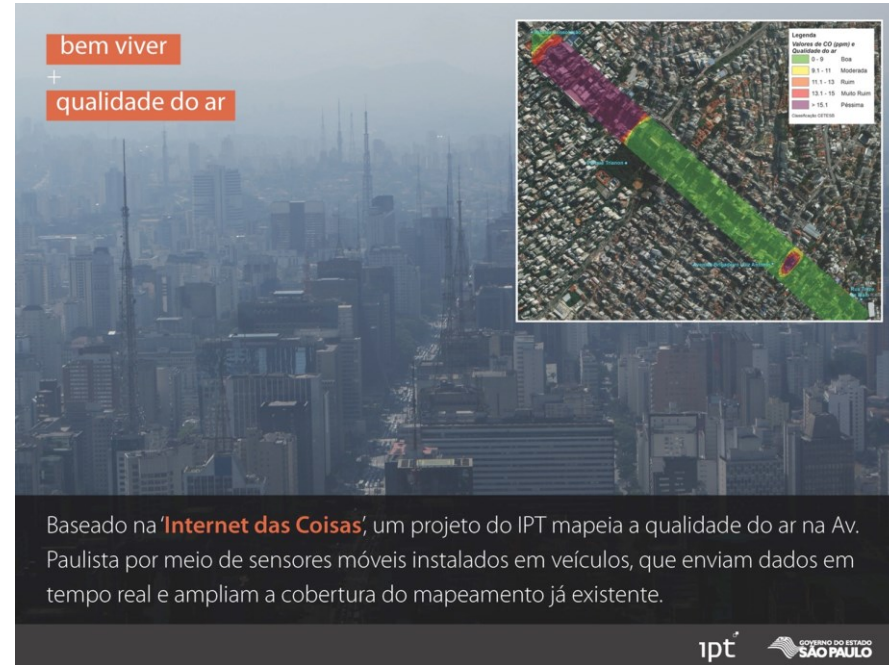 bem viver
+
qualidade do ar
Legenda
Valores de CO (ppm) e
Qualidade do ar
0 - 9 Boa
9.1 - 11 Moderada
11.1 - 13 Ruim
13.1 - 15 Muito Ruim
> 15.1 Péssima
Classificação CETESB
Baseado na ‘Internet das Coisas’, um projeto do IPT mapeia a qualidade do ar na Av.
Paulista por meio de sensores móveis instalados em veículos, que enviam dados em
tempo real e ampliam a cobertura do mapeamento já existente.
ipt
GOVERNO DO ESTADO
SÃO PAULO